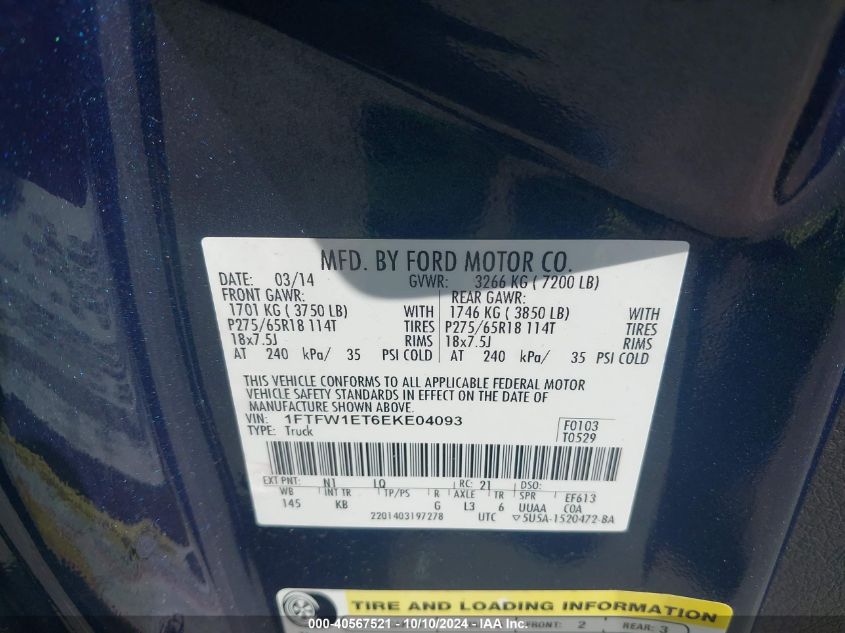 MFD. BY FORD MOTOR CO.
DATE: 03/14 GVWR: 3266 KG ( 7200 LB)
FRONT GAWR: REAR GAWR:
1701 KG ( 3750 LB) WITH 1746 KG ( 3850 LB) WITH
P275/65R18 114T TIRES P275/65R18 114T TIRES
18x7.5J RIMS 18x7.5J RIMS
AT 240 kPa/ 35 PSI COLD AT 240 kPa/ 35 PSI COLD
THIS VEHICLE CONFORMS TO ALL APPLICABLE FEDERAL MOTOR
VEHICLE SAFETY STANDARDS IN EFFECT ON THE DATE OF
MANUFACTURE SHOWN ABOVE.
VIN: 1FTFW1ET6EKE04093 F0103
TYPE: Truck T0529
EXT PNT: N1 LQ RC: 21 DSO:
WB INT TR TP/PS R AXLE TR SPR EF613
145 KB G L3 6 UUAA COA
2201403197278 UTC ▽5U5A-1520472-BA
TIRE AND LOADING INFORMATION
FRONT: 2 REAR: 3
000-40567521 - 10/10/2024 - IAA Inc.